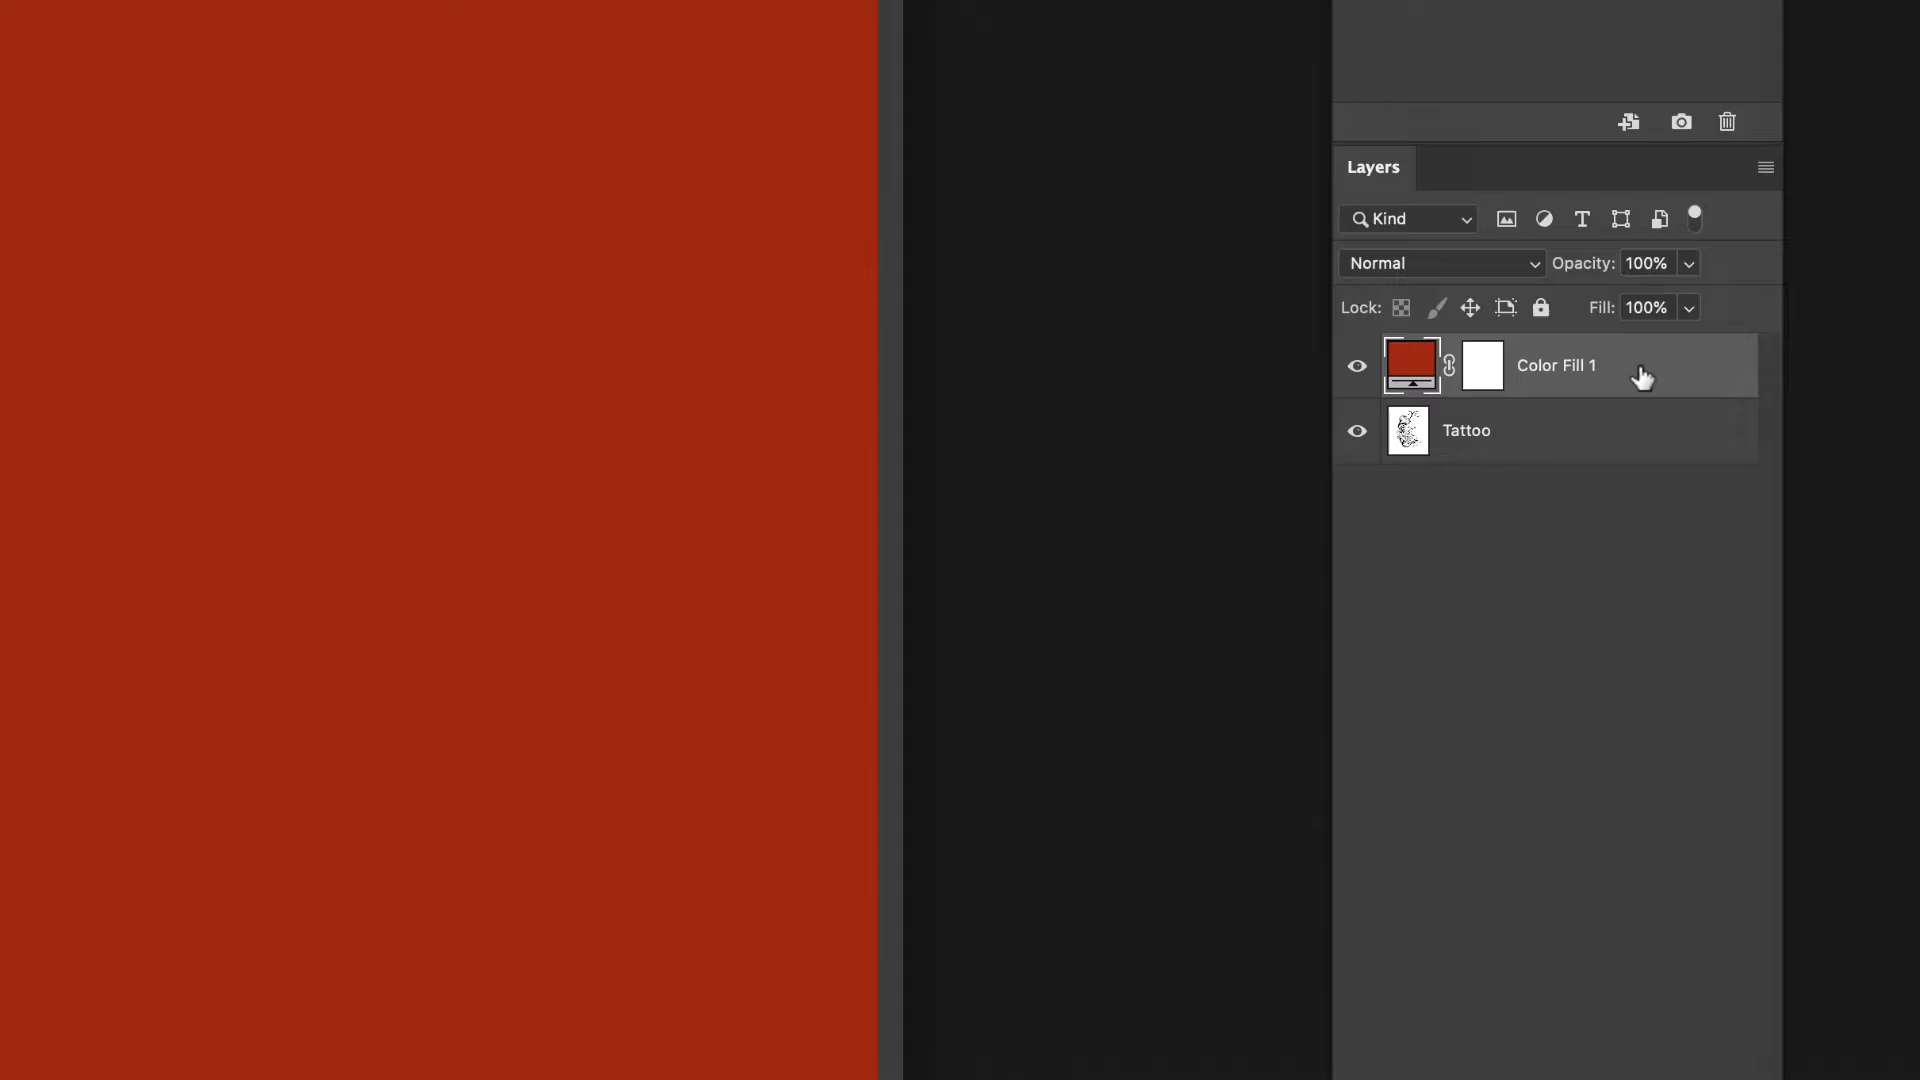 Layers
Kind
Normal Opacity: 100%
Lock: Fill: 100%
Color Fill 1
Tattoo